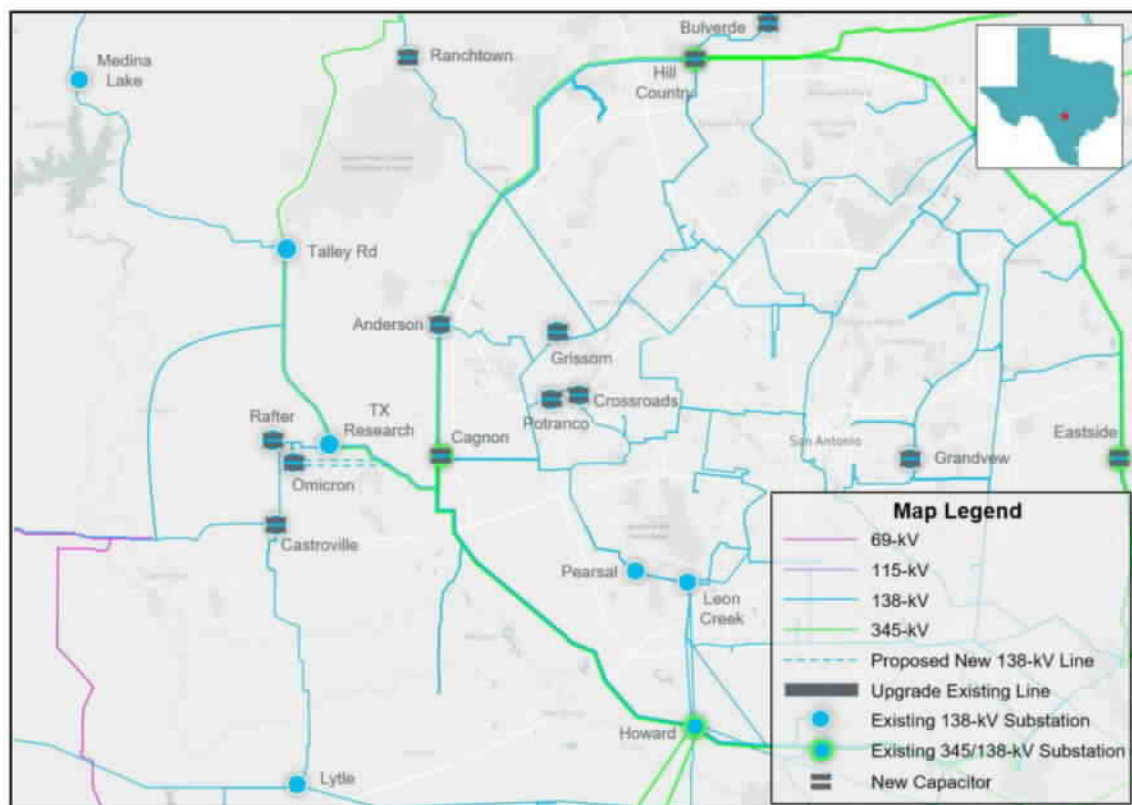 Bulverde
Medina
Lake
Ranchtown
Hill
Country
Talley Rd
Anderson
Grissom
Crossroads
Potranco
Rafter
TX
Research
Cagnon
San Antonio
Eastside
Grandvew
Omicron
Castroville
Pearsal
Leon
Creek
Howard
Lytle
Map Legend
69-kV
115-kV
138-kV
345-kV
Proposed New 138-kV Line
Upgrade Existing Line
Existing 138-kV Substation
Existing 345/138-kV Substation
New Capacitor